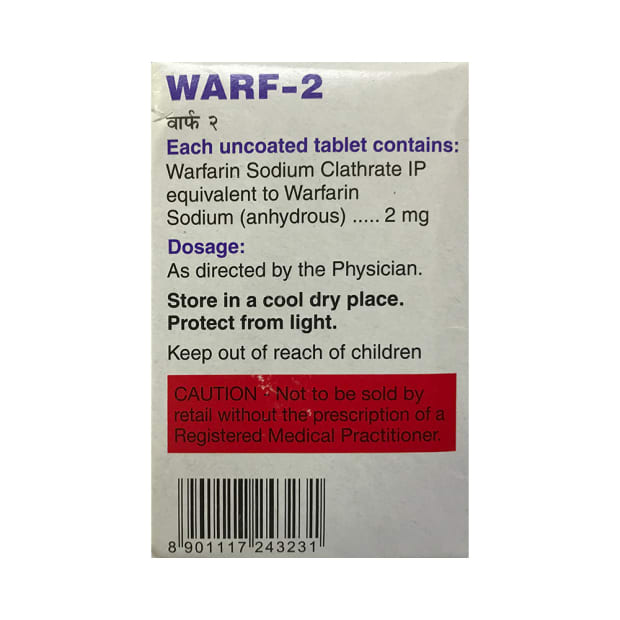 WARF-2
वार्फ २
Each uncoated tablet contains:
Warfarin Sodium Clathrate IP
equivalent to Warfarin
Sodium (anhydrous) ..... 2 mg
Dosage:
As directed by the Physician.
Store in a cool dry place.
Protect from light.
Keep out of reach of children
CAUTION - Not to be sold by
retail without the prescription of a
Registered Medical Practitioner.
8 901117 243231